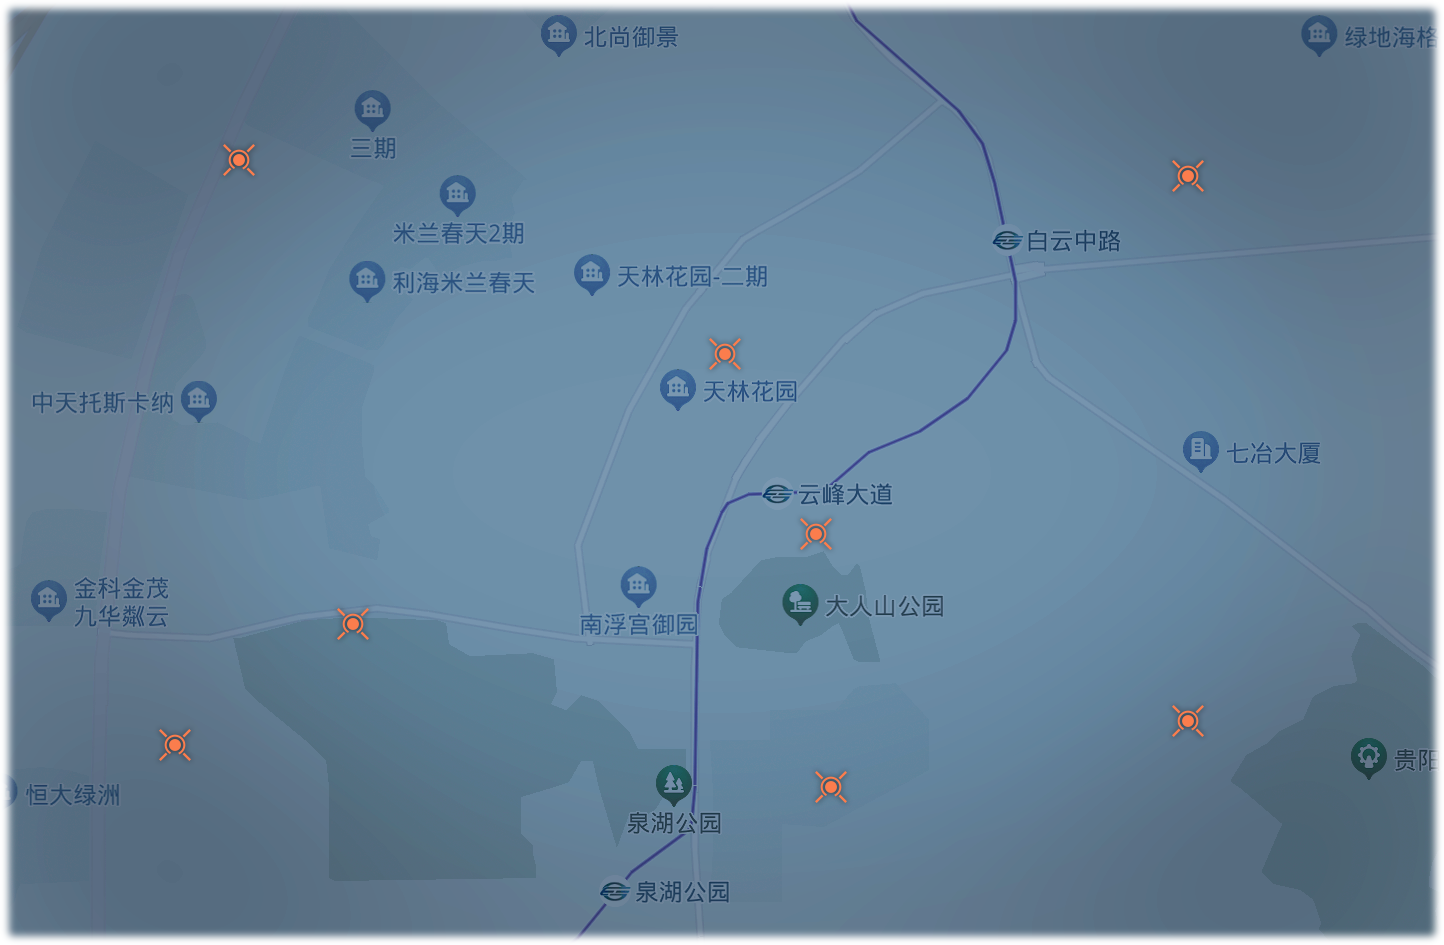 北尚御景
绿地海格
三期
米兰春天2期
白云中路
利海米兰春天
天林花园-二期
天林花园
中天托斯卡纳
七冶大厦
云峰大道
金科金茂
九华粼云
大人山公园
南浮宫御园
贵阳
恒大绿洲
泉湖公园
泉湖公园